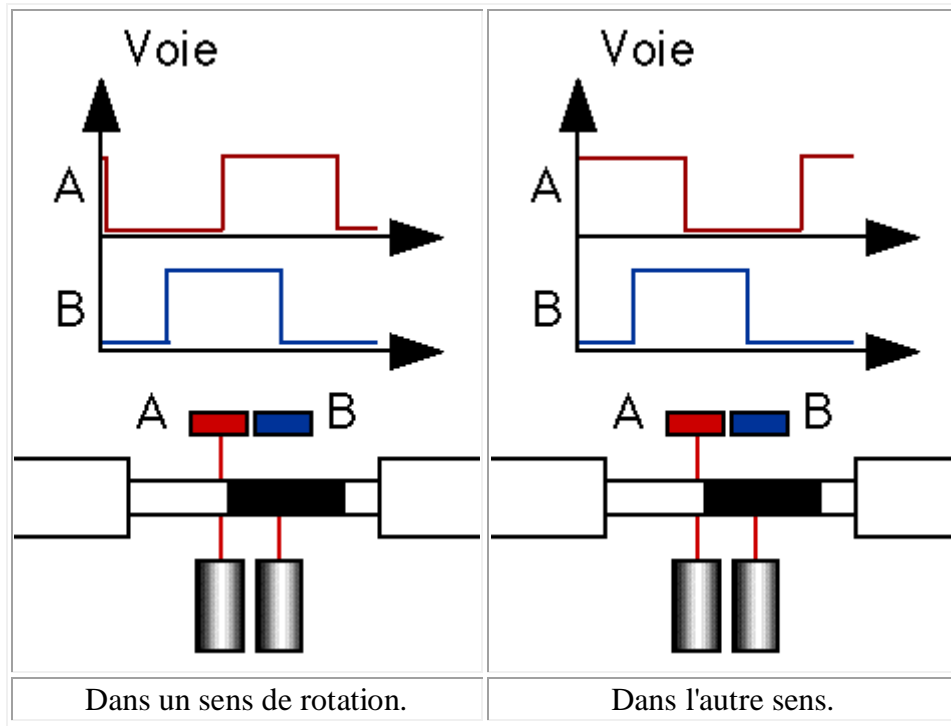 Voie
A
B
A B
Dans un sens de rotation.
Voie
A
B
A B
Dans l'autre sens.